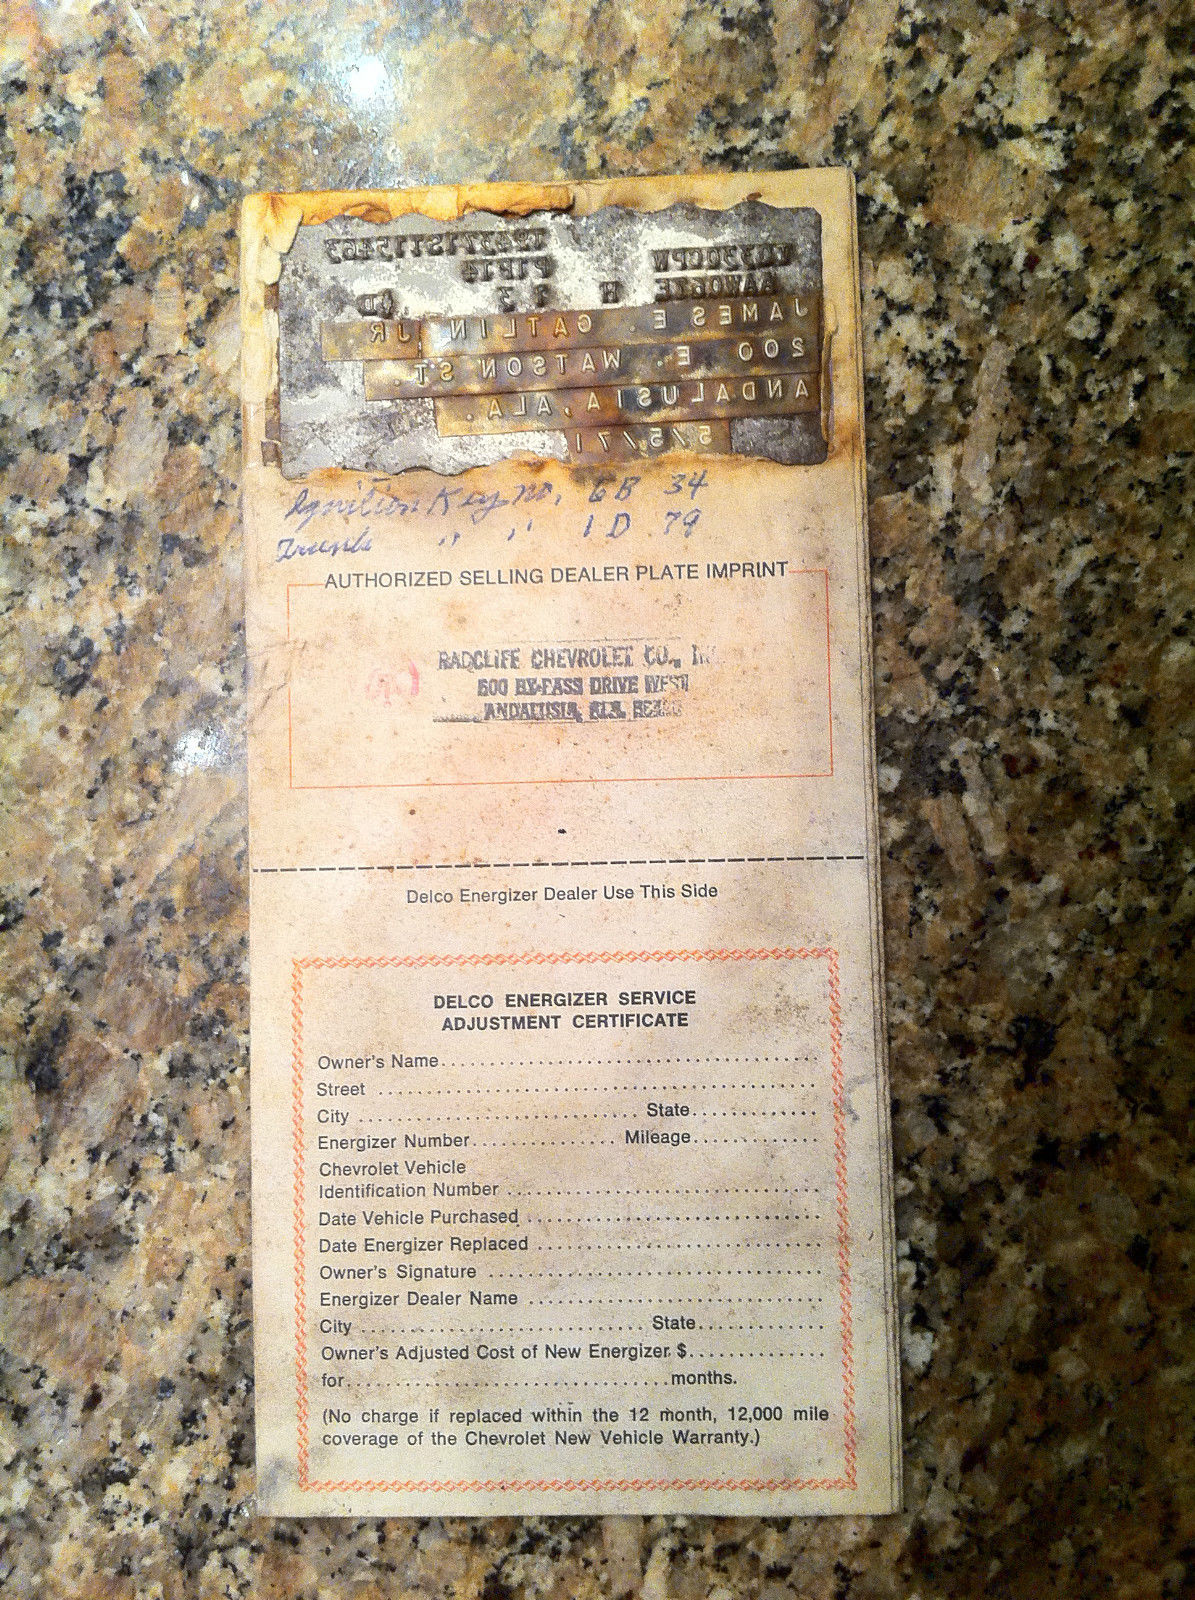 JAMES E. GATLIN JR.
200 E. WATSON ST.
ANDALUSIA, ALA.
5/5/71
Ignition Key no, 6B 34
Trunk " " 1D 79
AUTHORIZED SELLING DEALER PLATE IMPRINT
RADCLIFE CHEVROLET CO.,
500 BY-PASS DRIVE WEST
ANDALUSIA, ALA.
Delco Energizer Dealer Use This Side
DELCO ENERGIZER SERVICE
ADJUSTMENT CERTIFICATE
Owner's Name
Street
City State
Energizer Number Mileage
Chevrolet Vehicle
Identification Number
Date Vehicle Purchased
Date Energizer Replaced
Owner's Signature
Energizer Dealer Name
City State
Owner's Adjusted Cost of New Energizer $
for months.
(No charge if replaced within the 12 month, 12,000 mile
coverage of the Chevrolet New Vehicle Warranty.)